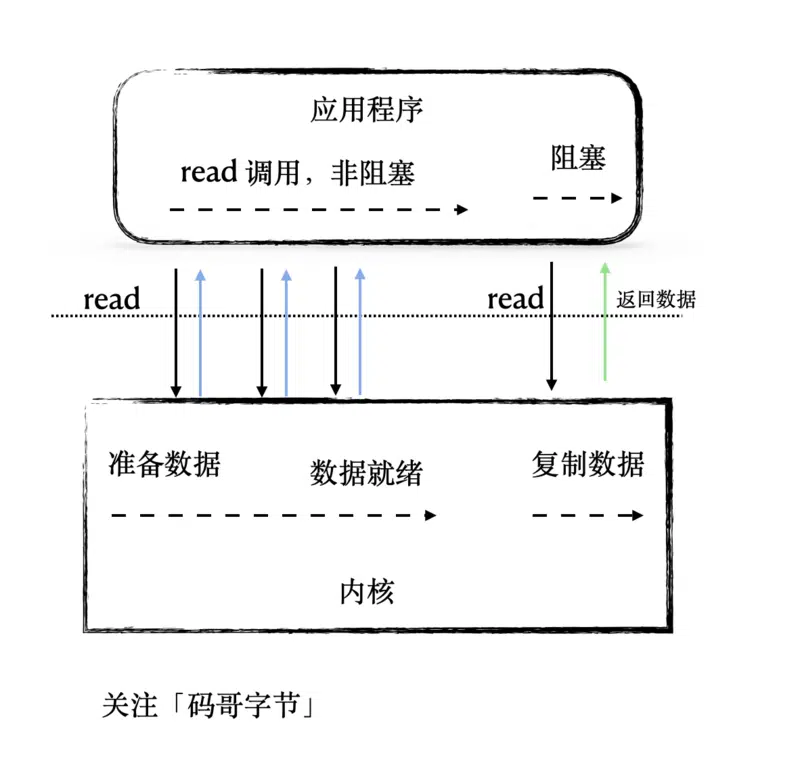 应用程序
read 调用，非阻塞
阻塞
read
read
返回数据
准备数据
数据就绪
复制数据
内核
关注「码哥字节」